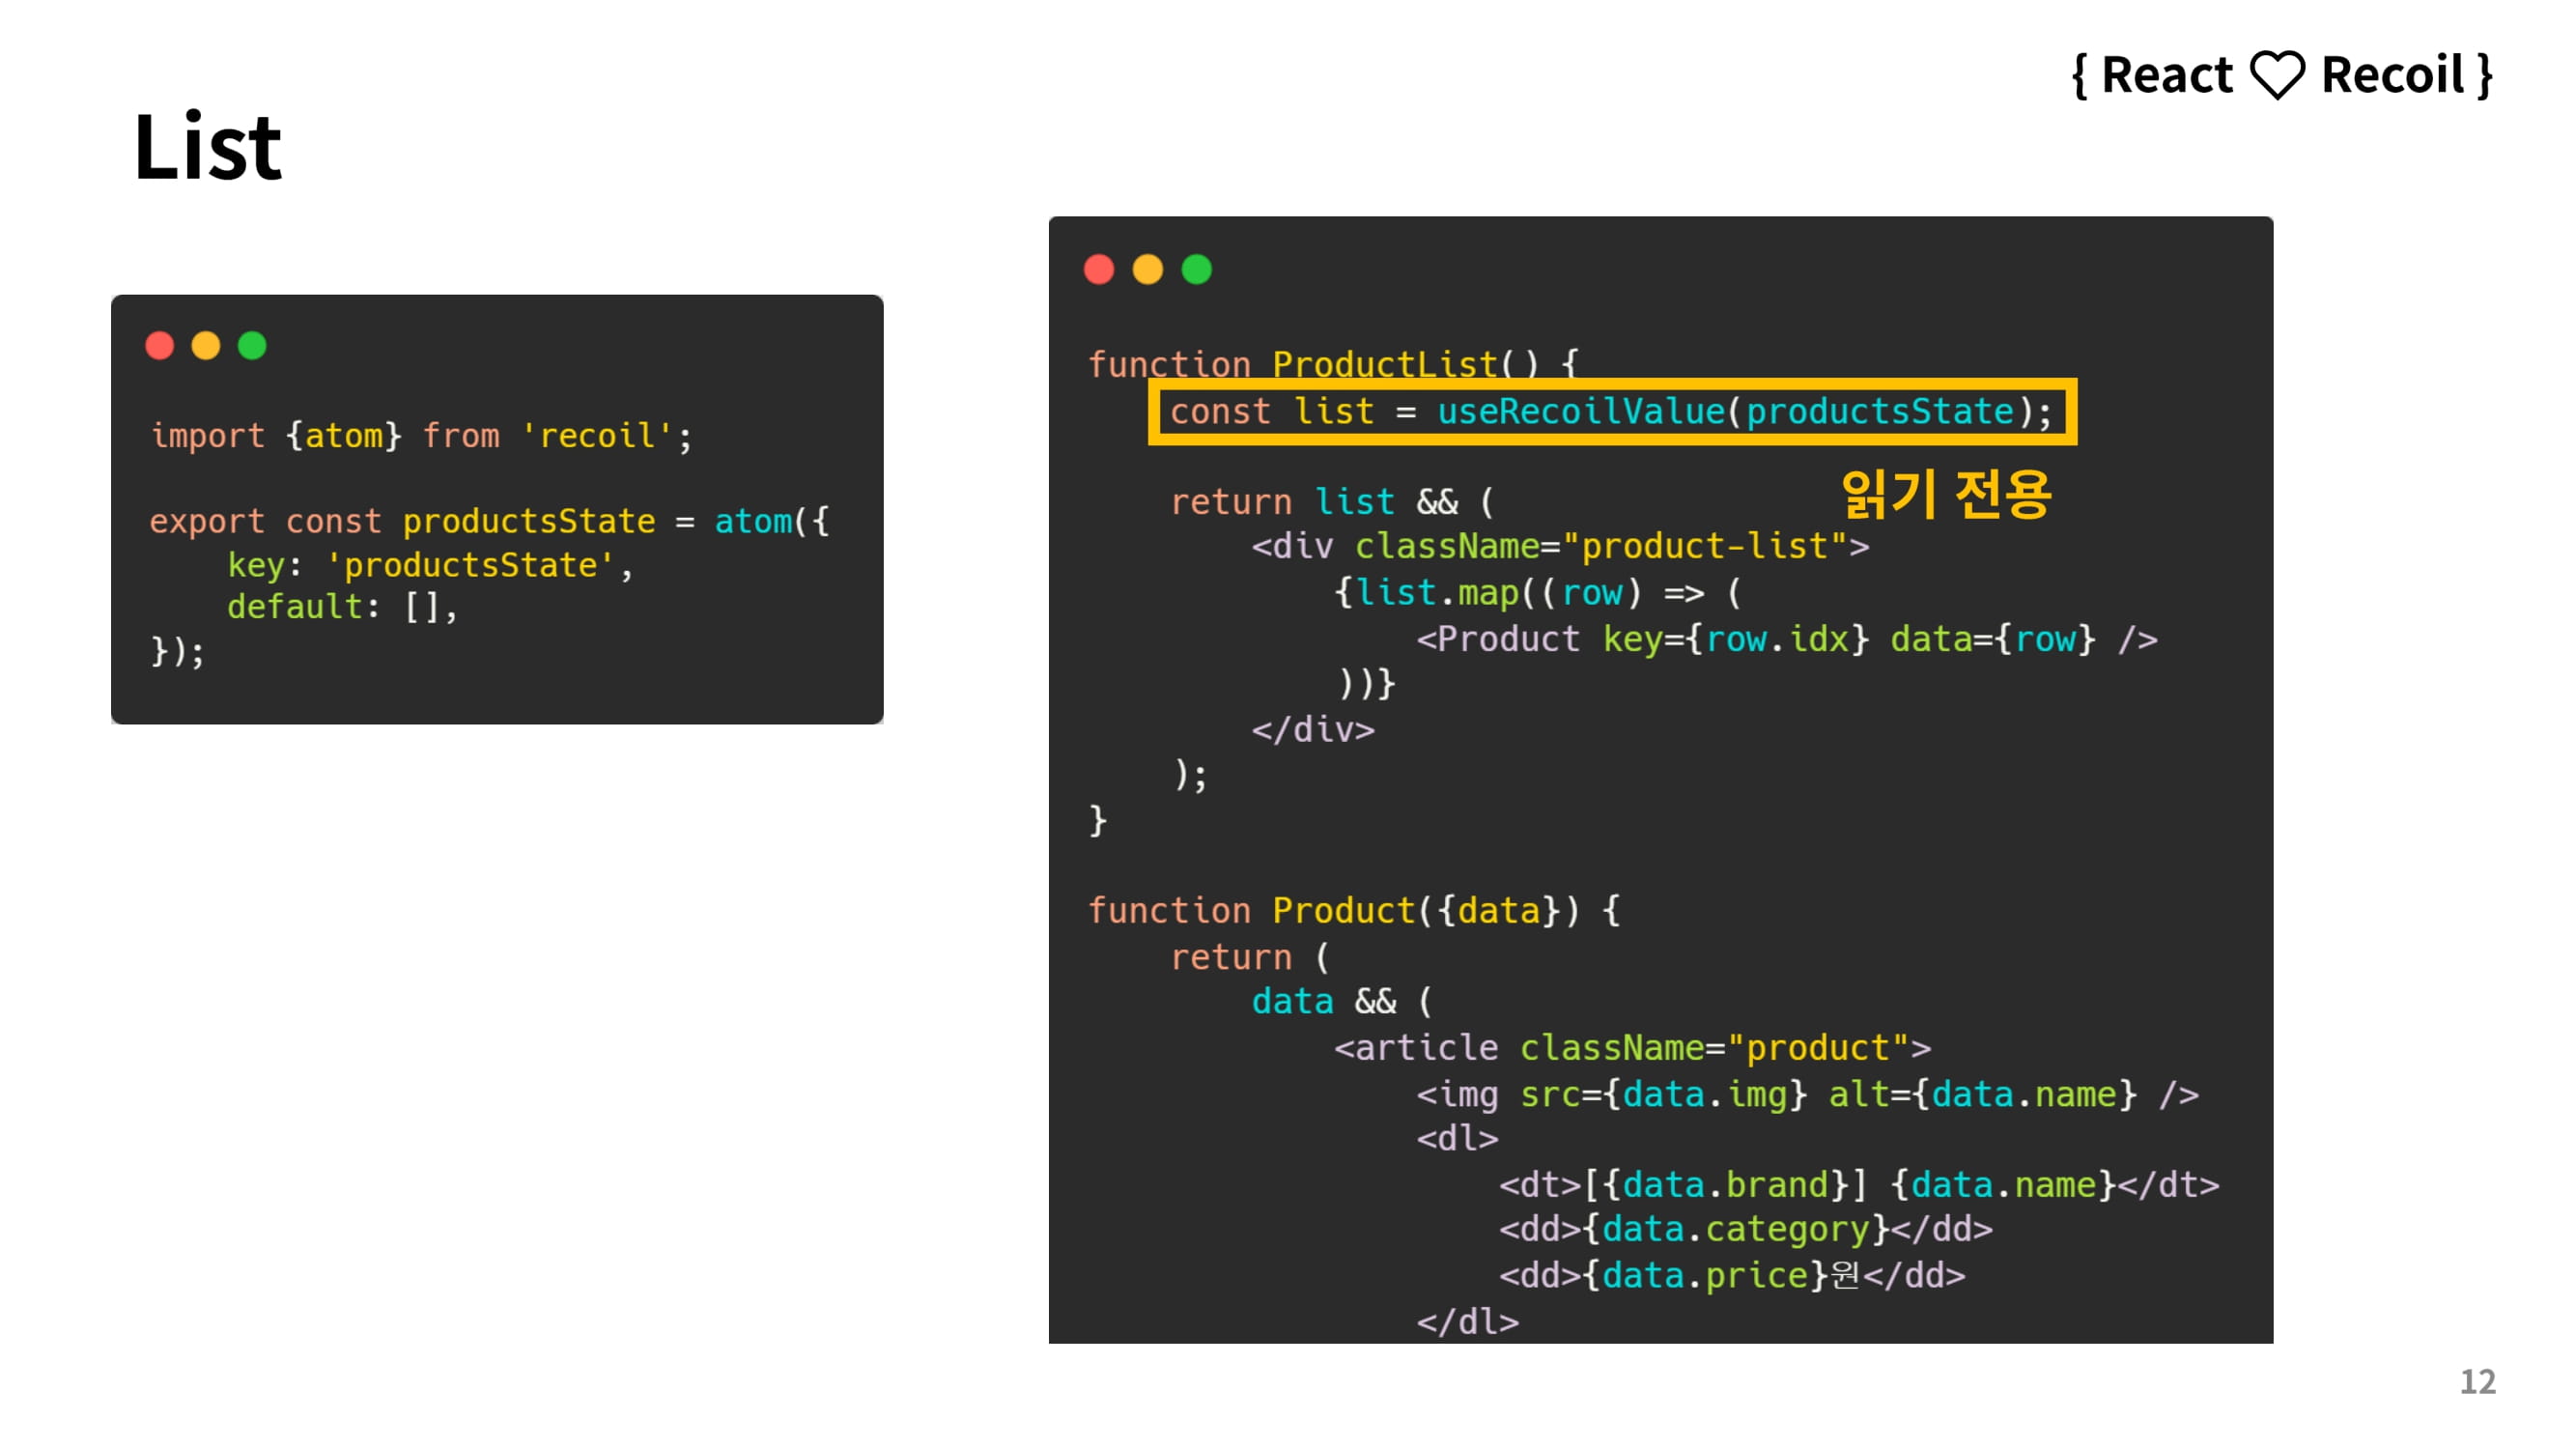 { React ♡ Recoil }
List
import {atom} from 'recoil';
export const productsState = atom({
    key: 'productsState',
    default: [],
});
function ProductList() {
    const list = useRecoilValue(productsState);
읽기 전용
    return list && (
        <div className="product-list">
            {list.map((row) => (
                <Product key={row.idx} data={row} />
            ))}
        </div>
    );
}
function Product({data}) {
    return (
        data && (
            <article className="product">
                <img src={data.img} alt={data.name} />
                <dl>
                    <dt>[{data.brand}] {data.name}</dt>
                    <dd>{data.category}</dd>
                    <dd>{data.price}원</dd>
                </dl>
12